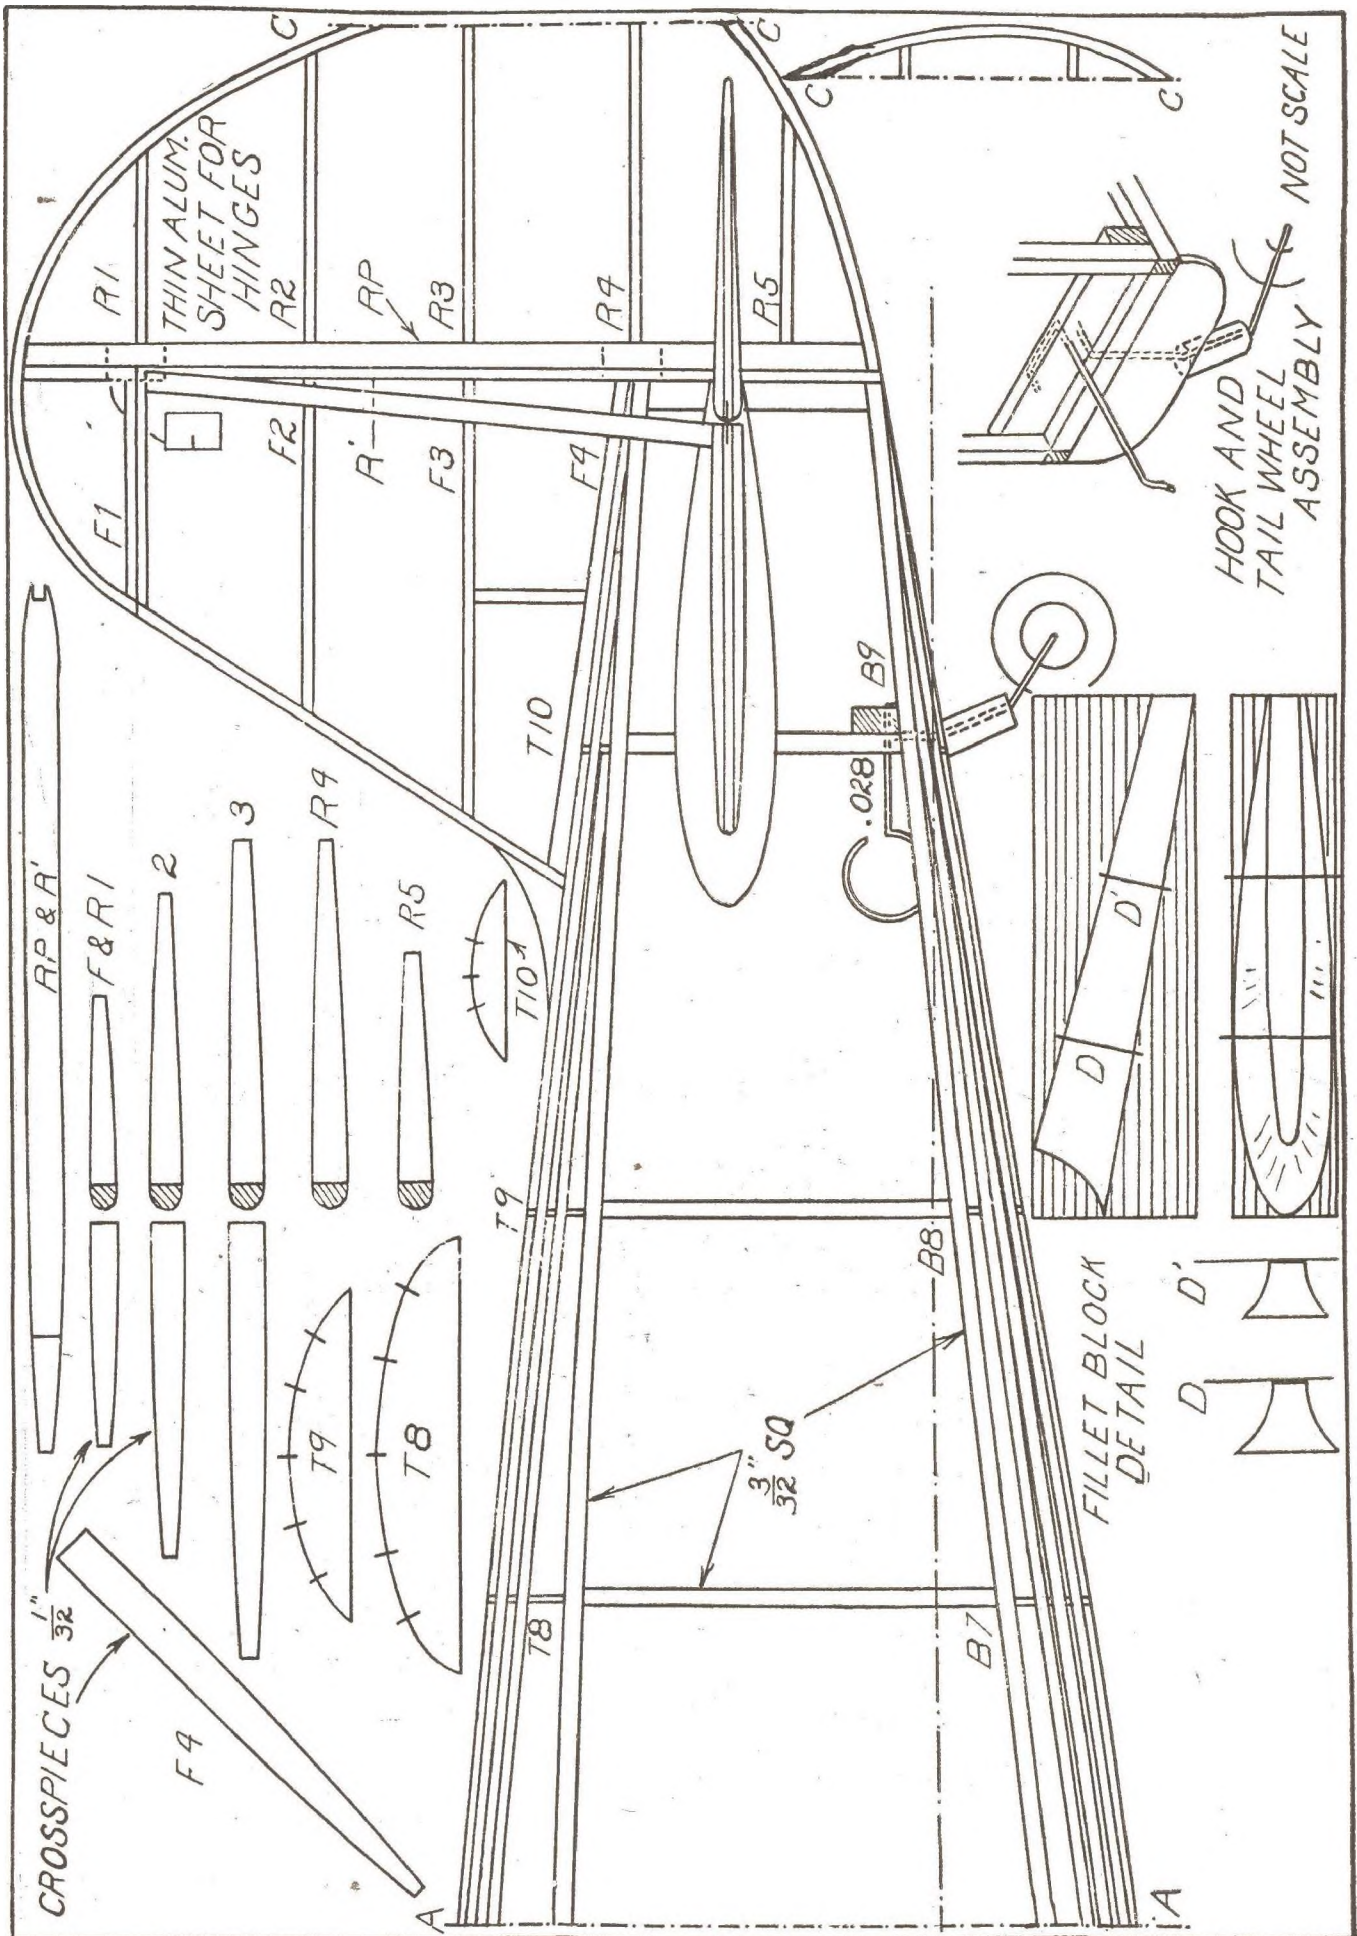 C
C
C
C
R1
THIN ALUM.
SHEET FOR
HINGES
R2
RP
R3
R4
R5
F1
F2
R'
F3
F4
NOT SCALE
HOOK AND
TAIL WHEEL
ASSEMBLY
RP & R'
F & R1
2
3
R4
R5
T10
T10
B9
.028
CROSSPIECES 1/32"
F4
T9
T8
T9
T8
B8
B7
3/32" SQ
D
D'
FILLET BLOCK
DETAIL
D
D'
A
A